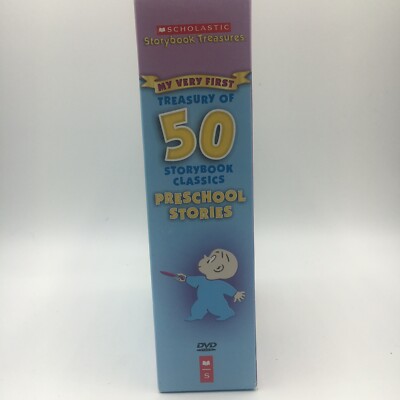 SCHOLASTIC
Storybook Treasures
MY VERY FIRST
TREASURY OF
50
STORYBOOK
CLASSICS
PRESCHOOL
STORIES
DVD
S